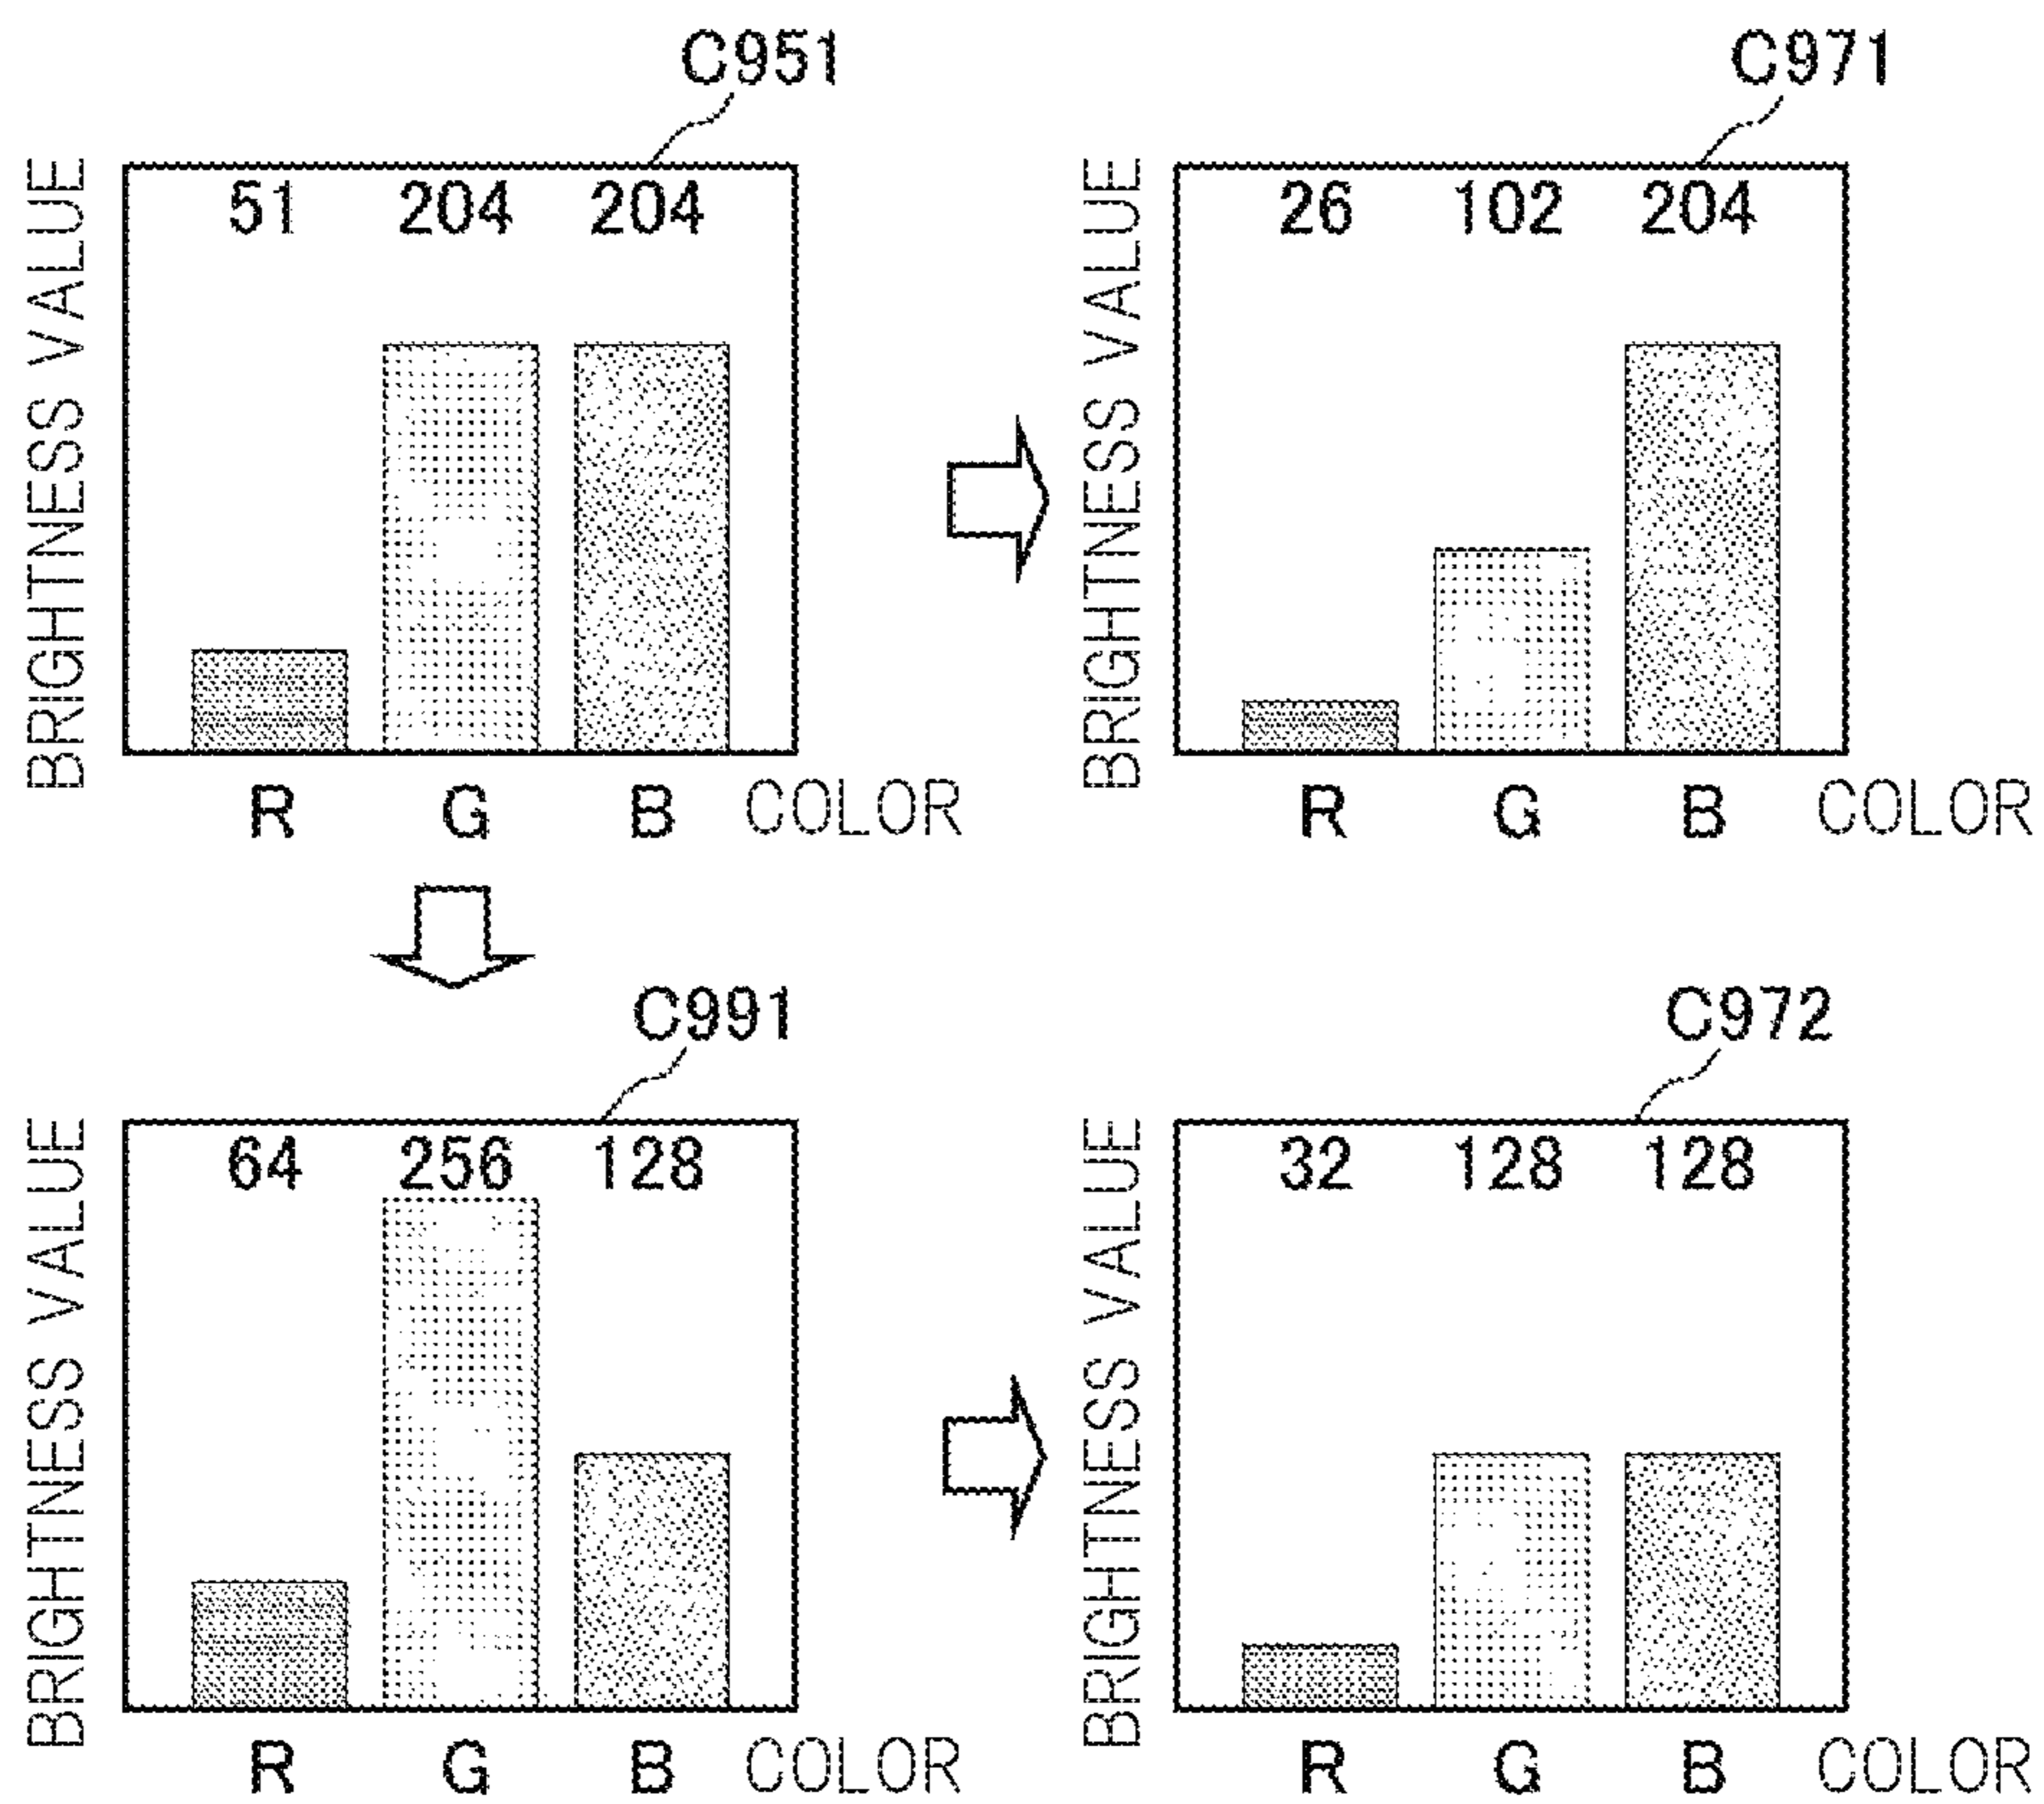 C951
BRIGHTNESS VALUE
51 204 204
R G B COLOR
C971
BRIGHTNESS VALUE
26 102 204
R G B COLOR
C991
BRIGHTNESS VALUE
64 256 128
R G B COLOR
C972
BRIGHTNESS VALUE
32 128 128
R G B COLOR